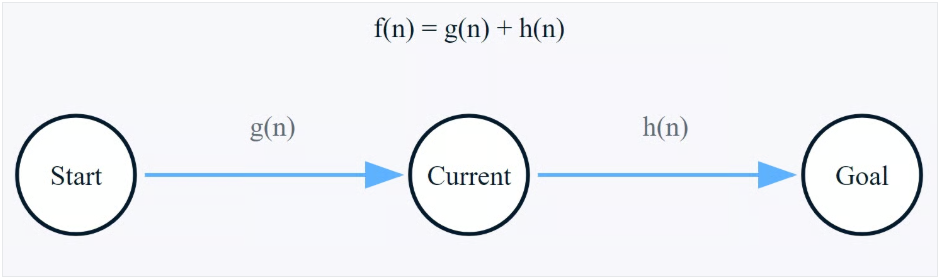 f(n) = g(n) + h(n)
g(n)
h(n)
Start
Current
Goal